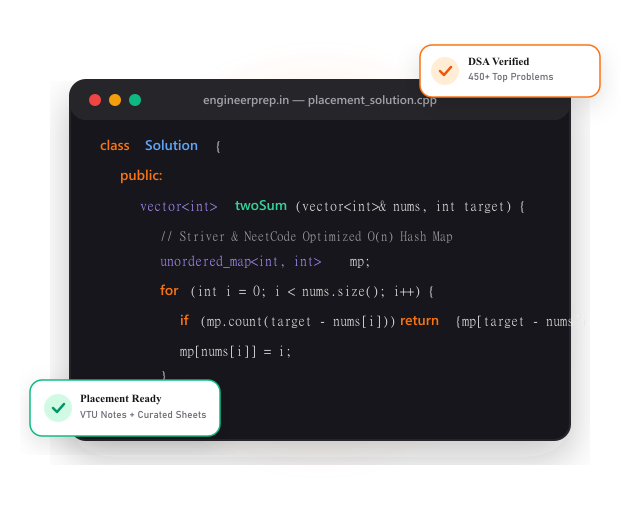 DSA Verified
450+ Top Problems
engineerprep.in — placement_solution.cpp
class Solution {
public:
vector<int> twoSum (vector<int>& nums, int target) {
// Striver & NeetCode Optimized O(n) Hash Map
unordered_map<int, int> mp;
for (int i = 0; i < nums.size(); i++) {
if (mp.count(target - nums[i])) return {mp[target - nums[i
mp[nums[i]] = i;
}
Placement Ready
VTU Notes + Curated Sheets